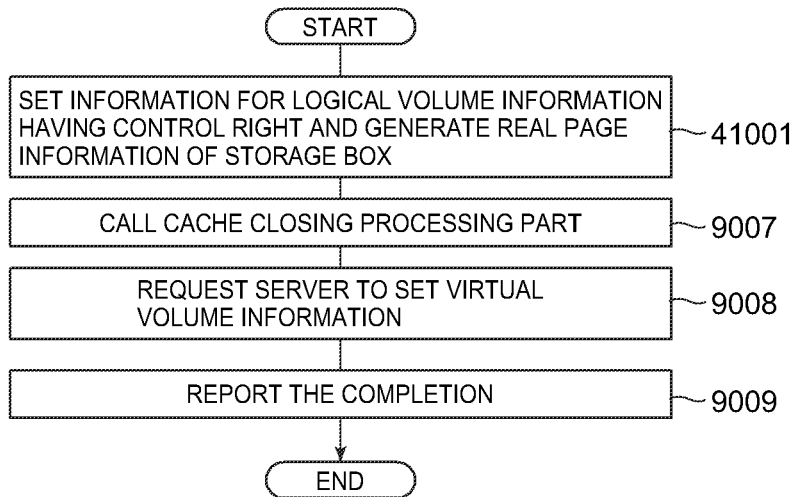 START
SET INFORMATION FOR LOGICAL VOLUME INFORMATION
HAVING CONTROL RIGHT AND GENERATE REAL PAGE
INFORMATION OF STORAGE BOX
41001
CALL CACHE CLOSING PROCESSING PART
9007
REQUEST SERVER TO SET VIRTUAL
VOLUME INFORMATION
9008
REPORT THE COMPLETION
9009
END